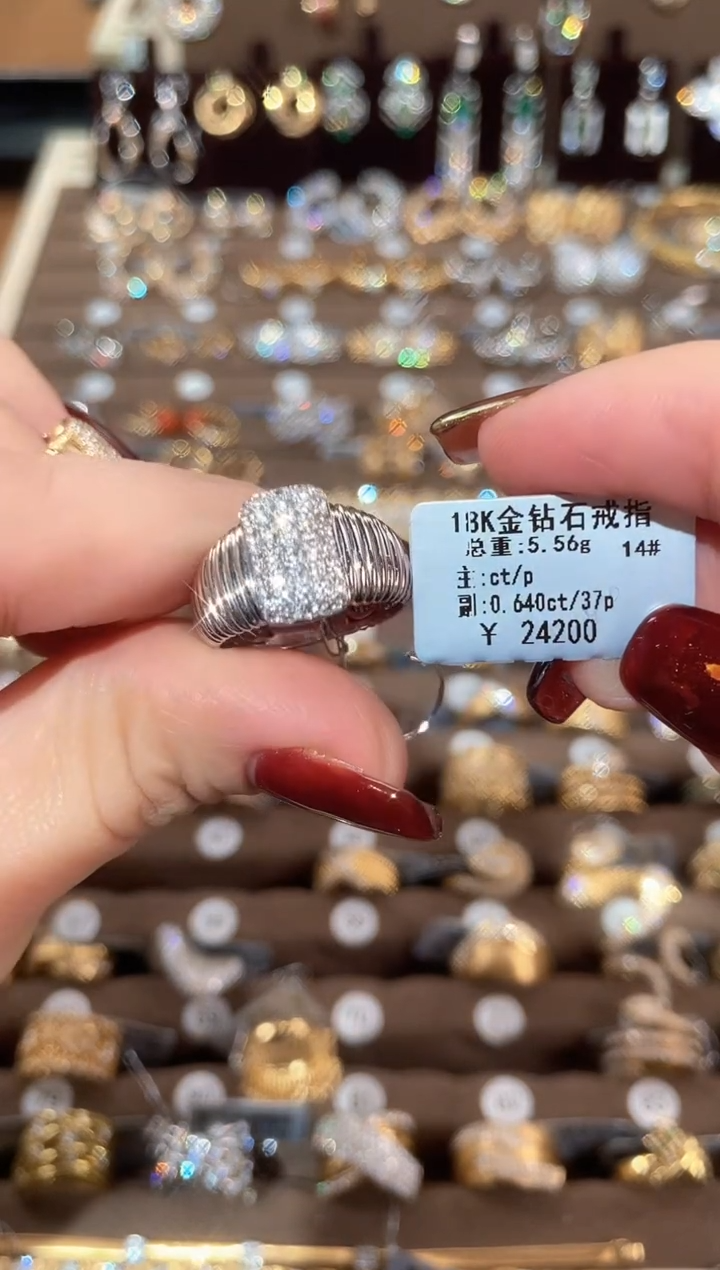 18K金钻石戒指
总重:5.56g 14#
主:ct/p
副:0.640ct/37p
¥ 24200